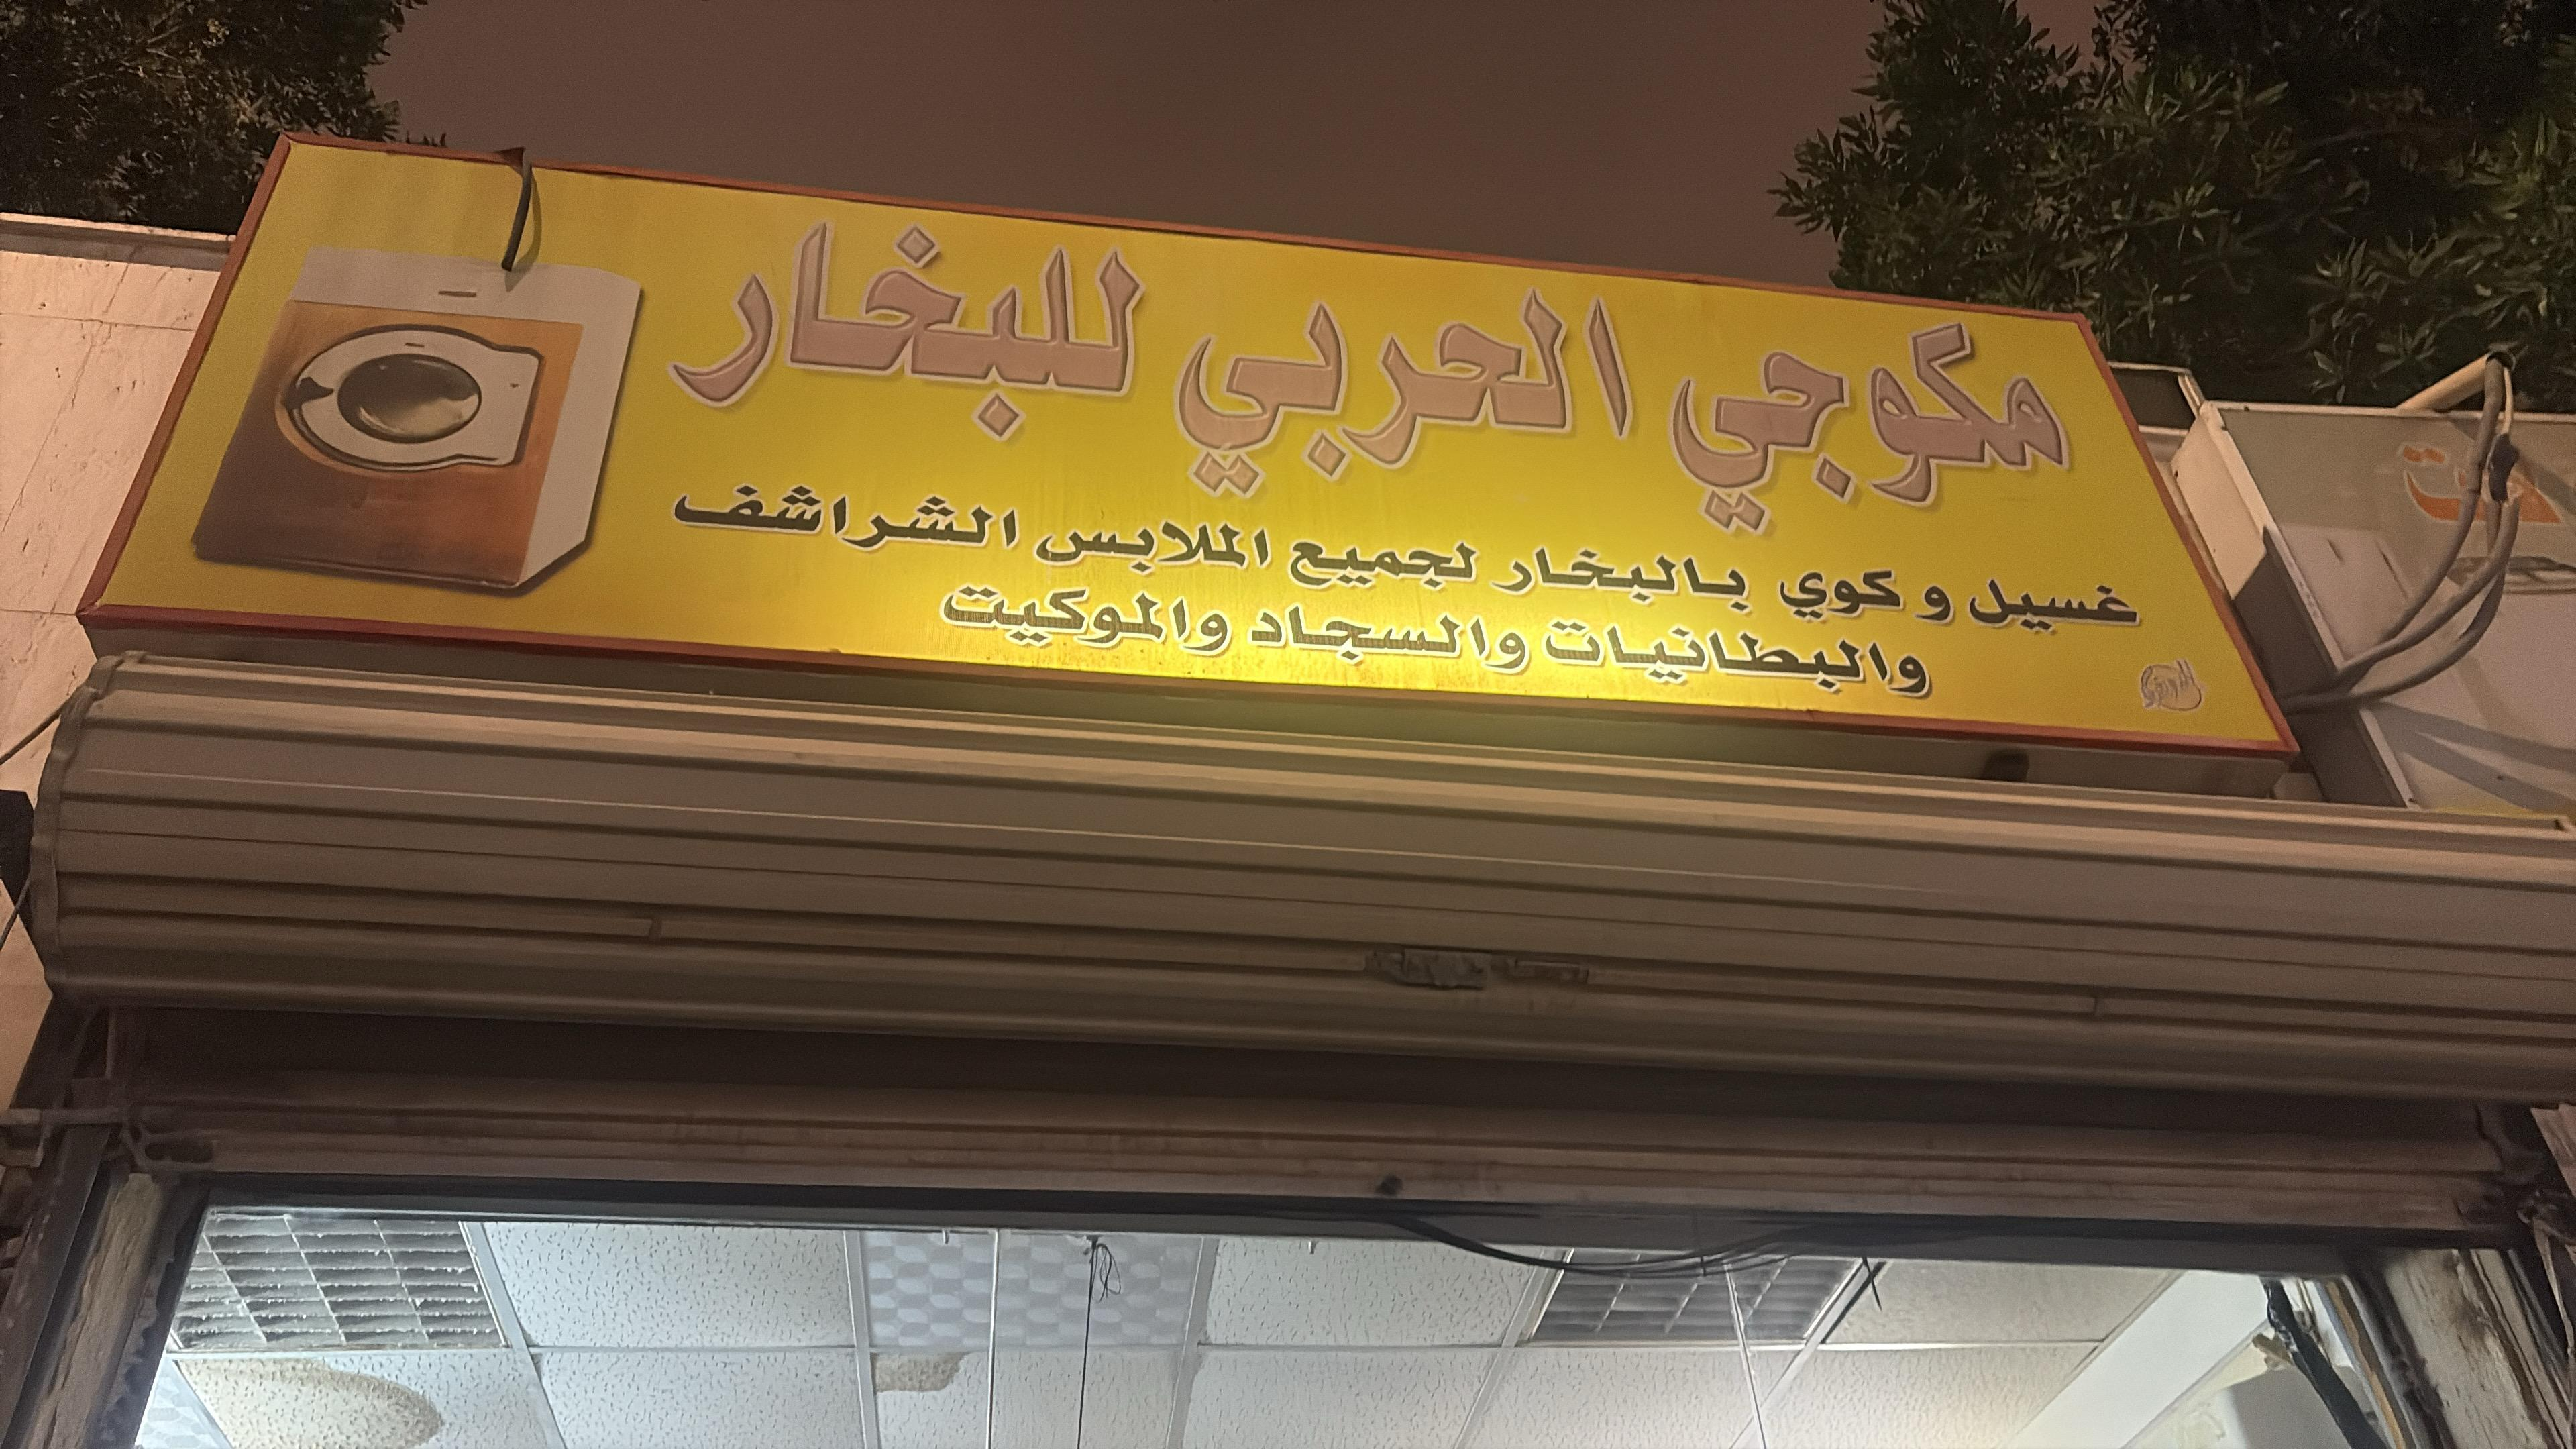 مكوجي الحربي للبخار
غسيل و كوي بالبخار لجميع الملابس الشراشف
والبطانيات والسجاد والموكيت